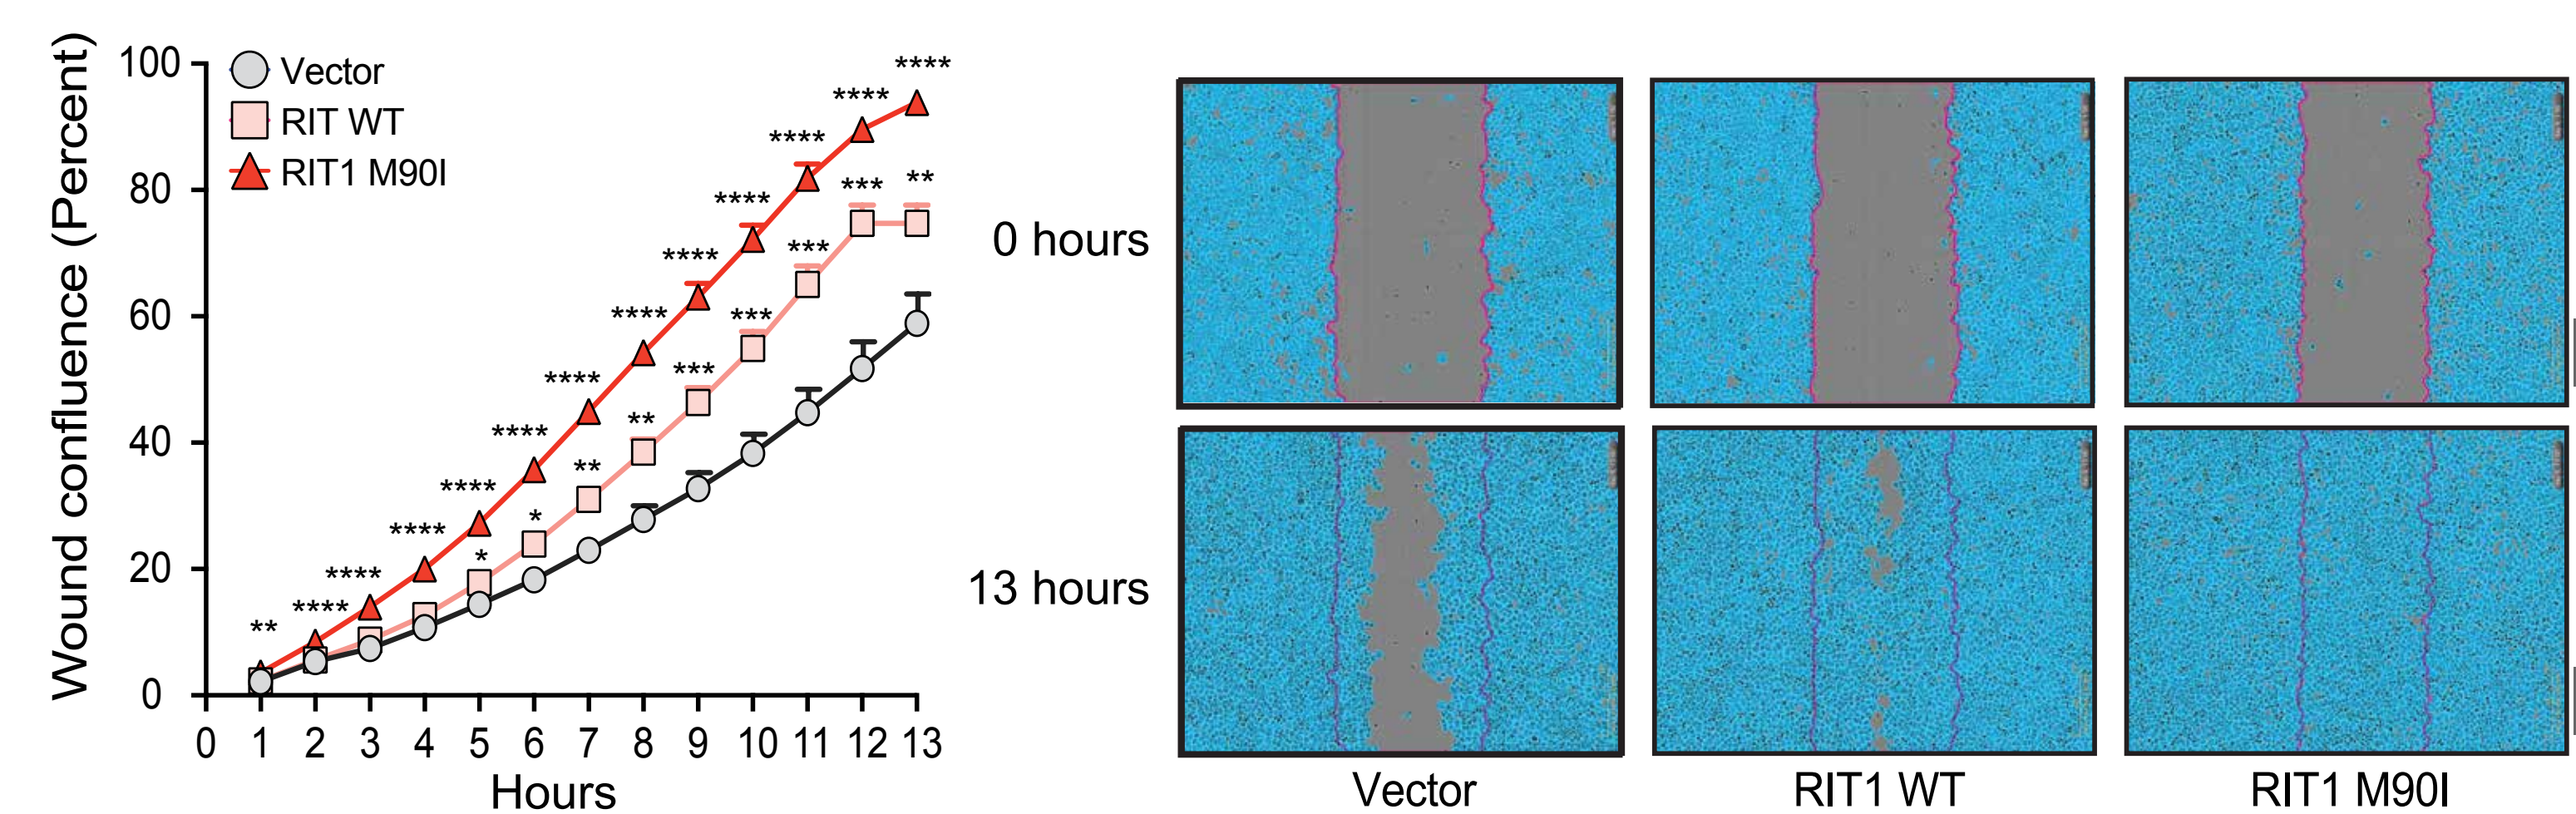 Wound confluence (Percent)
100
80
60
40
20
0
Vector
RIT WT
RIT1 M90I
**
****
****
****
****
****
****
****
****
****
****
****
****
*
*
**
**
***
***
***
***
**
0 1 2 3 4 5 6 7 8 9 10 11 12 13
Hours
0 hours
13 hours
Vector
RIT1 WT
RIT1 M90I